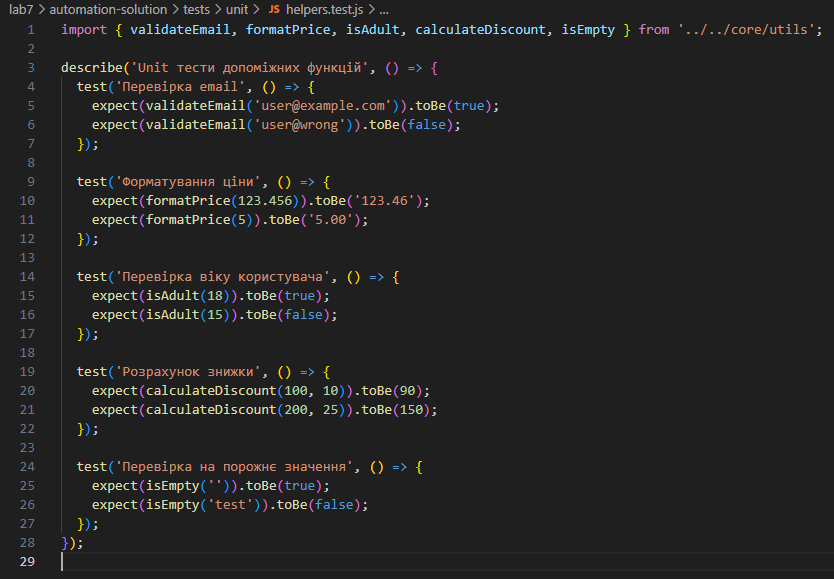 lab7 > automation-solution > tests > unit > JS helpers.test.js > ...
1 import { validateEmail, formatPrice, isAdult, calculateDiscount, isEmpty } from '../../core/utils';
2
3 describe('Unit тести допоміжних функцій', () => {
4   test('Перевірка email', () => {
5     expect(validateEmail('user@example.com')).toBe(true);
6     expect(validateEmail('user@wrong')).toBe(false);
7   });
8
9   test('Форматування ціни', () => {
10     expect(formatPrice(123.456)).toBe('123.46');
11     expect(formatPrice(5)).toBe('5.00');
12   });
13
14   test('Перевірка віку користувача', () => {
15     expect(isAdult(18)).toBe(true);
16     expect(isAdult(15)).toBe(false);
17   });
18
19   test('Розрахунок знижки', () => {
20     expect(calculateDiscount(100, 10)).toBe(90);
21     expect(calculateDiscount(200, 25)).toBe(150);
22   });
23
24   test('Перевірка на порожнє значення', () => {
25     expect(isEmpty('')).toBe(true);
26     expect(isEmpty('test')).toBe(false);
27   });
28 });
29